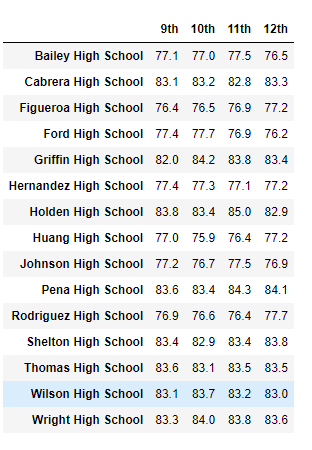 9th 10th 11th 12th
Bailey High School 77.1 77.0 77.5 76.5
Cabrera High School 83.1 83.2 82.8 83.3
Figueroa High School 76.4 76.5 76.9 77.2
Ford High School 77.4 77.7 76.9 76.2
Griffin High School 82.0 84.2 83.8 83.4
Hernandez High School 77.4 77.3 77.1 77.2
Holden High School 83.8 83.4 85.0 82.9
Huang High School 77.0 75.9 76.4 77.2
Johnson High School 77.2 76.7 77.5 76.9
Pena High School 83.6 83.4 84.3 84.1
Rodriguez High School 76.9 76.6 76.4 77.7
Shelton High School 83.4 82.9 83.4 83.8
Thomas High School 83.6 83.1 83.5 83.5
Wilson High School 83.1 83.7 83.2 83.0
Wright High School 83.3 84.0 83.8 83.6